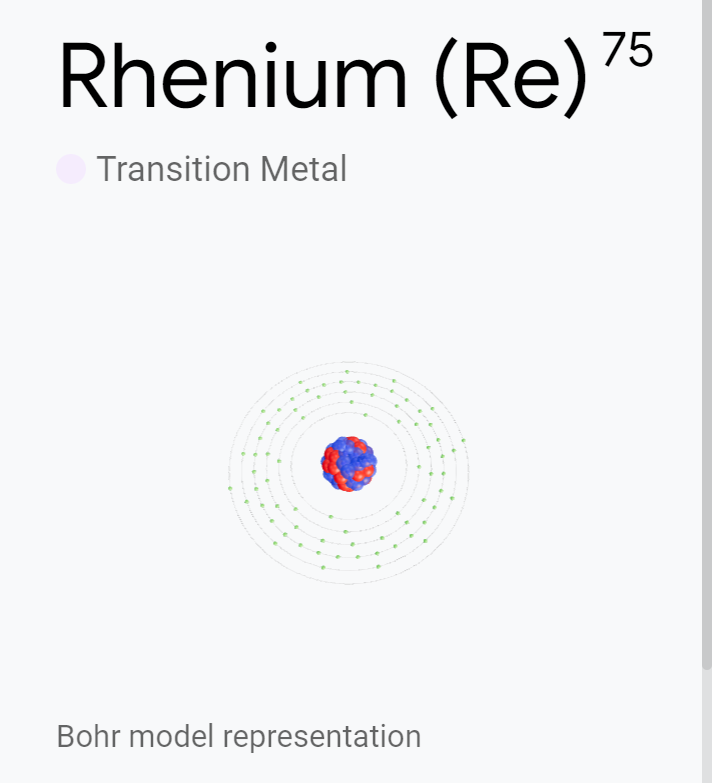 Rhenium (Re) 75
Transition Metal
Bohr model representation